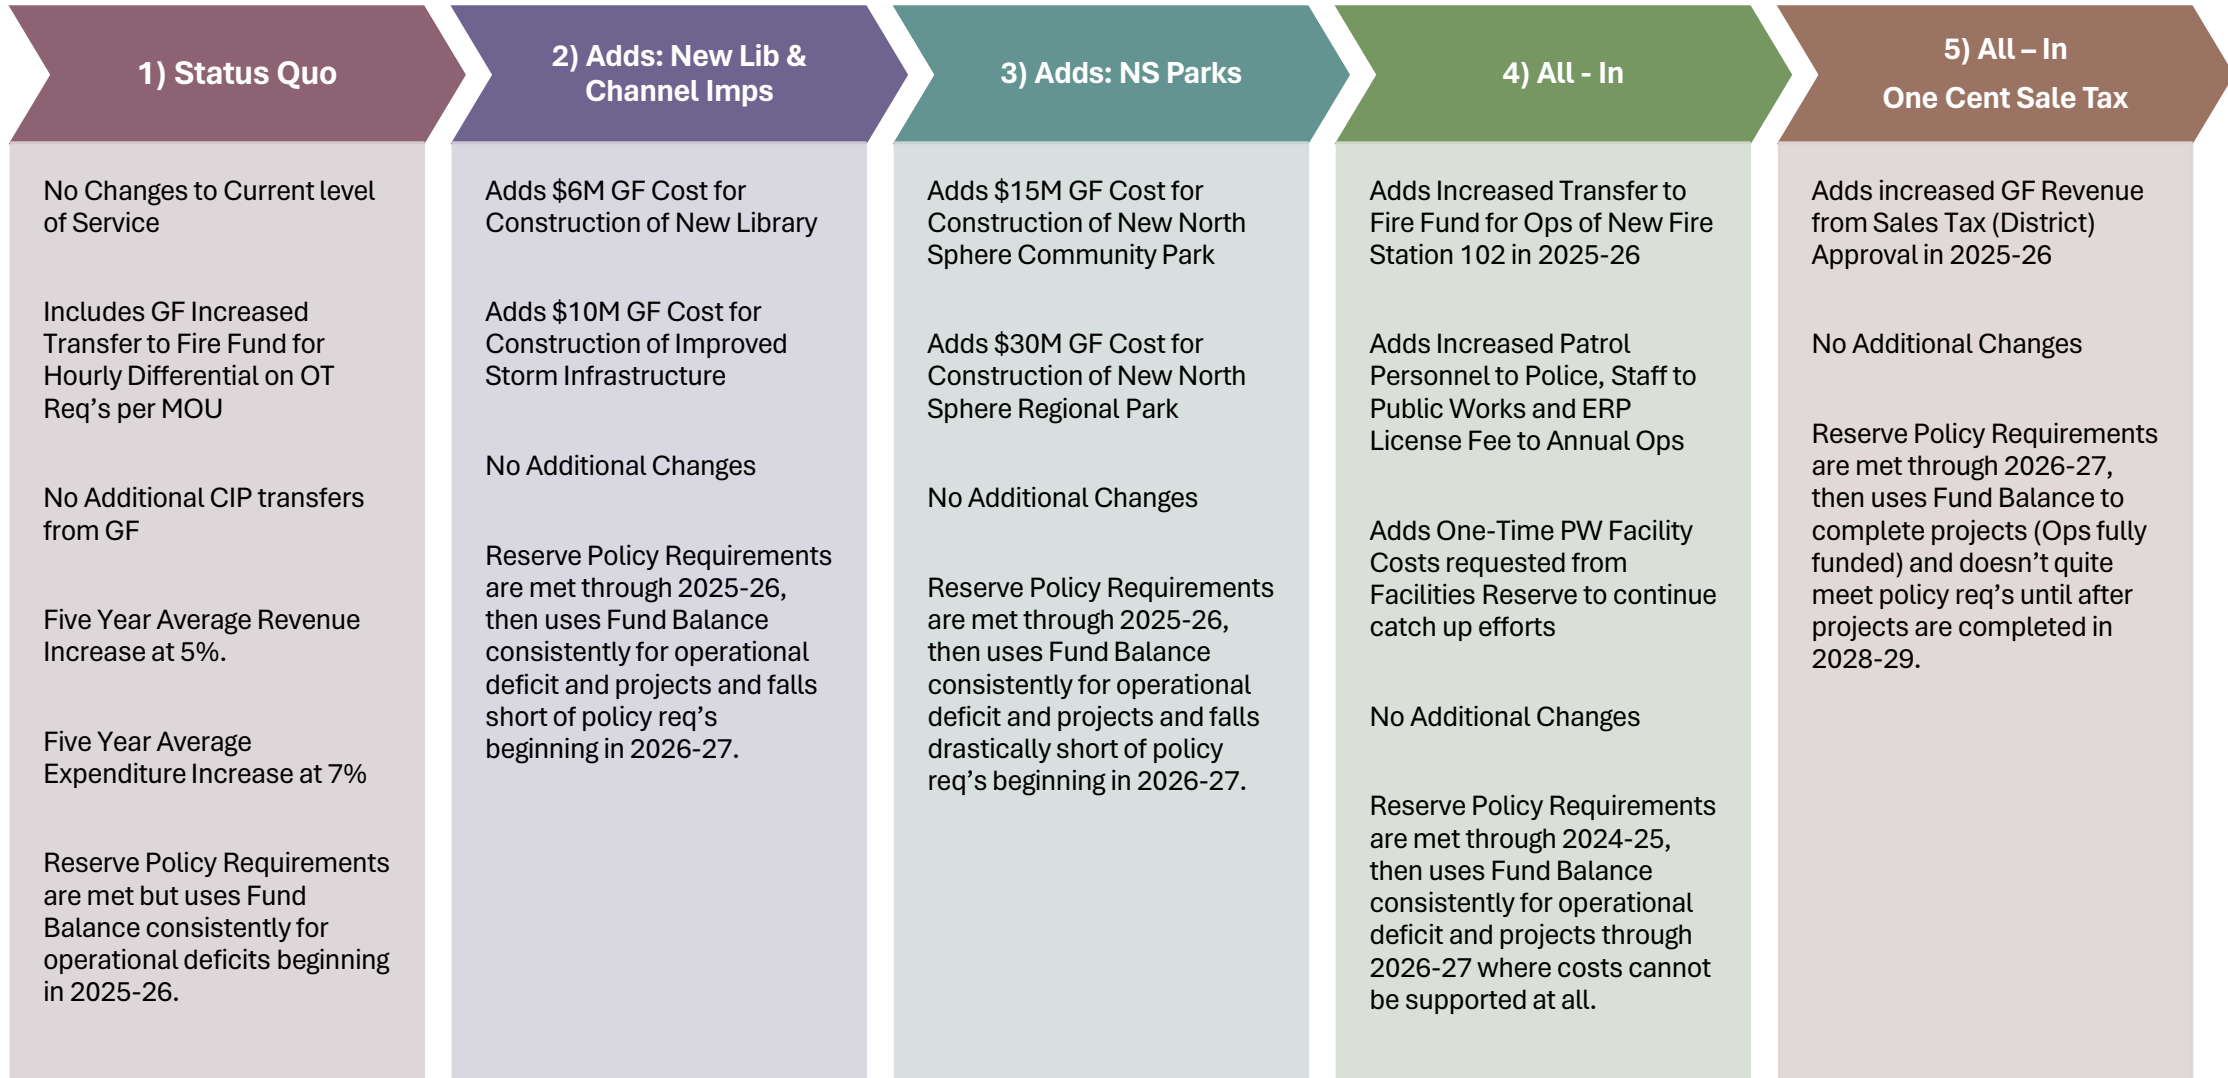 1) Status Quo
No Changes to Current level
of Service
Includes GF Increased
Transfer to Fire Fund for
Hourly Differential on OT
Req’s per MOU
No Additional CIP transfers
from GF
Five Year Average Revenue
Increase at 5%.
Five Year Average
Expenditure Increase at 7%
Reserve Policy Requirements
are met but uses Fund
Balance consistently for
operational deficits beginning
in 2025-26.
2) Adds: New Lib &
Channel Imps
Adds $6M GF Cost for
Construction of New Library
Adds $10M GF Cost for
Construction of Improved
Storm Infrastructure
No Additional Changes
Reserve Policy Requirements
are met through 2025-26,
then uses Fund Balance
consistently for operational
deficit and projects and falls
short of policy req’s
beginning in 2026-27.
3) Adds: NS Parks
Adds $15M GF Cost for
Construction of New North
Sphere Community Park
Adds $30M GF Cost for
Construction of New North
Sphere Regional Park
No Additional Changes
Reserve Policy Requirements
are met through 2025-26,
then uses Fund Balance
consistently for operational
deficit and projects and falls
drastically short of policy
req’s beginning in 2026-27.
4) All - In
Adds Increased Transfer to
Fire Fund for Ops of New Fire
Station 102 in 2025-26
Adds Increased Patrol
Personnel to Police, Staff to
Public Works and ERP
License Fee to Annual Ops
Adds One-Time PW Facility
Costs requested from
Facilities Reserve to continue
catch up efforts
No Additional Changes
Reserve Policy Requirements
are met through 2024-25,
then uses Fund Balance
consistently for operational
deficit and projects through
2026-27 where costs cannot
be supported at all.
5) All – In
One Cent Sale Tax
Adds increased GF Revenue
from Sales Tax (District)
Approval in 2025-26
No Additional Changes
Reserve Policy Requirements
are met through 2026-27,
then uses Fund Balance to
complete projects (Ops fully
funded) and doesn’t quite
meet policy req’s until after
projects are completed in
2028-29.